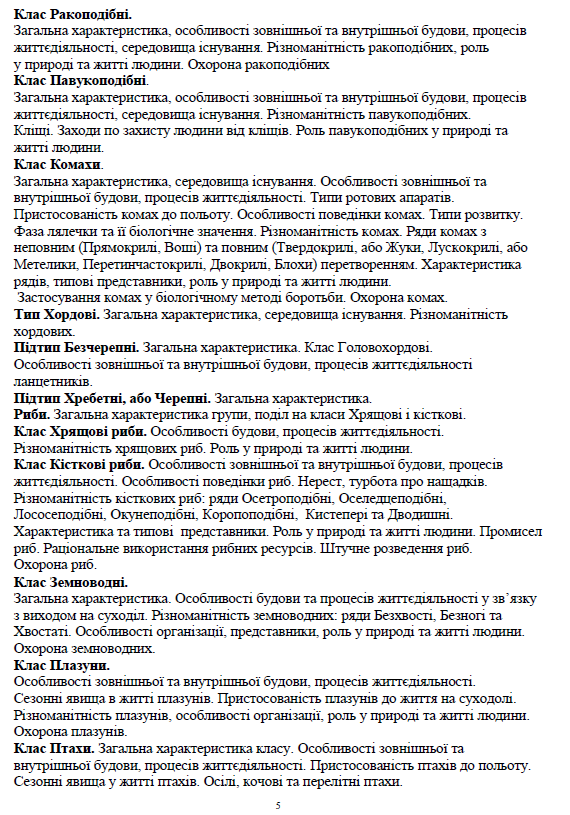 Клас Ракоподібні.
Загальна характеристика, особливості зовнішньої та внутрішньої будови, процесів
життєдіяльності, середовища існування. Різноманітність ракоподібних, роль
у природі та житті людини. Охорона ракоподібних
Клас Павукоподібні.
Загальна характеристика, особливості зовнішньої та внутрішньої будови, процесів
життєдіяльності, середовища існування. Різноманітність павукоподібних.
Кліщі. Заходи по захисту людини від кліщів. Роль павукоподібних у природі та
житті людини.
Клас Комахи.
Загальна характеристика, середовища існування. Особливості зовнішньої та
внутрішньої будови, процесів життєдіяльності. Типи ротових апаратів.
Пристосованість комах до польоту. Особливості поведінки комах. Типи розвитку.
Фаза лялечки та її біологічне значення. Різноманітність комах. Ряди комах з
неповним (Прямокрилі, Воші) та повним (Твердокрилі, або Жуки, Лускокрилі, або
Метелики, Перетинчастокрилі, Двокрилі, Блохи) перетворенням. Характеристика
рядів, типові представники, роль у природі та житті людини.
Застосування комах у біологічному методі боротьби. Охорона комах.
Тип Хордові. Загальна характеристика, середовища існування. Різноманітність
хордових.
Підтип Безчерепні. Загальна характеристика. Клас Головохордові.
Особливості зовнішньої та внутрішньої будови, процесів життєдіяльності
ланцетників.
Підтип Хребетні, або Черепні. Загальна характеристика.
Риби. Загальна характеристика групи, поділ на класи Хрящові і кісткові.
Клас Хрящові риби. Особливості будови, процесів життєдіяльності.
Різноманітність хрящових риб. Роль у природі та житті людини.
Клас Кісткові риби. Особливості зовнішньої та внутрішньої будови, процесів
життєдіяльності. Особливості поведінки риб. Нерест, турбота про нащадків.
Різноманітність кісткових риб: ряди Осетроподібні, Оселедцеподібні,
Лососеподібні, Окунеподібні, Коропоподібні, Кистепері та Дводишні.
Характеристика та типові представники. Роль у природі та житті людини. Промисел
риб. Раціональне використання рибних ресурсів. Штучне розведення риб.
Охорона риб.
Клас Земноводні.
Загальна характеристика. Особливості будови та процесів життєдіяльності у зв’язку
з виходом на суходіл. Різноманітність земноводних: ряди Безхвості, Безногі та
Хвостаті. Особливості організації, представники, роль у природі та житті людини.
Охорона земноводних.
Клас Плазуни.
Особливості зовнішньої та внутрішньої будови, процесів життєдіяльності.
Сезонні явища в житті плазунів. Пристосованість плазунів до життя на суходолі.
Різноманітність плазунів, особливості організації, роль у природі та житті людини.
Охорона плазунів.
Клас Птахи. Загальна характеристика класу. Особливості зовнішньої та
внутрішньої будови, процесів життєдіяльності. Пристосованість птахів до польоту.
Сезонні явища у житті птахів. Осілі, кочові та перелітні птахи.
5